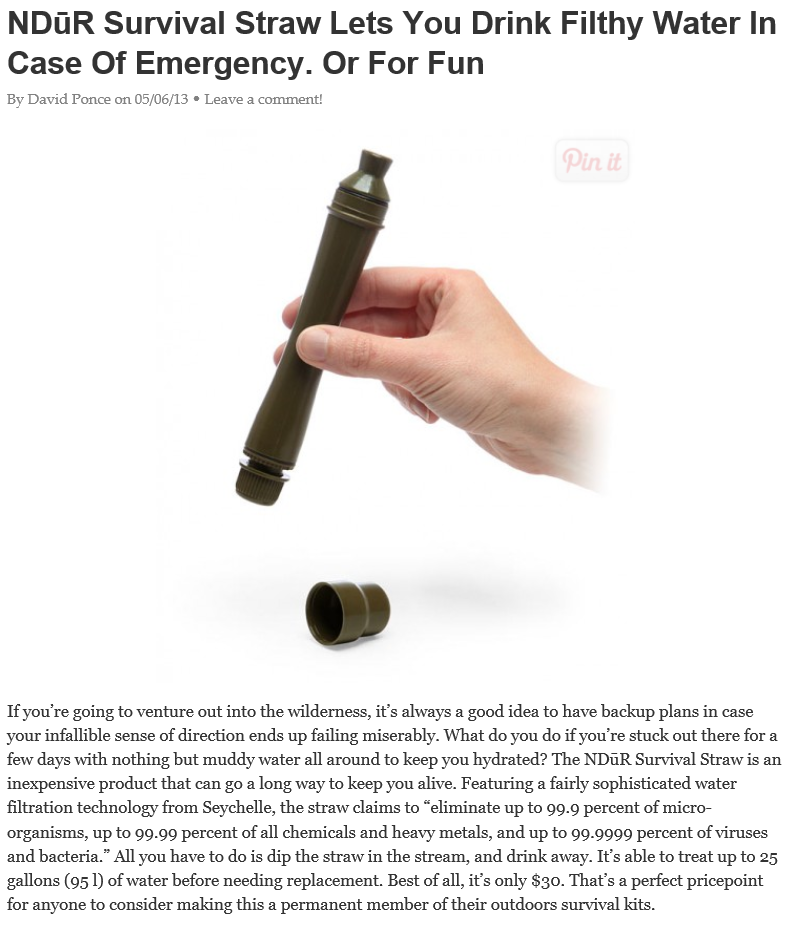 NDūR Survival Straw Lets You Drink Filthy Water In
Case Of Emergency. Or For Fun
By David Ponce on 05/06/13 • Leave a comment!
Pin it
If you’re going to venture out into the wilderness, it’s always a good idea to have backup plans in case
your infallible sense of direction ends up failing miserably. What do you do if you’re stuck out there for a
few days with nothing but muddy water all around to keep you hydrated? The NDūR Survival Straw is an
inexpensive product that can go a long way to keep you alive. Featuring a fairly sophisticated water
filtration technology from Seychelle, the straw claims to “eliminate up to 99.9 percent of micro-
organisms, up to 99.99 percent of all chemicals and heavy metals, and up to 99.9999 percent of viruses
and bacteria.” All you have to do is dip the straw in the stream, and drink away. It’s able to treat up to 25
gallons (95 l) of water before needing replacement. Best of all, it’s only $30. That’s a perfect pricepoint
for anyone to consider making this a permanent member of their outdoors survival kits.